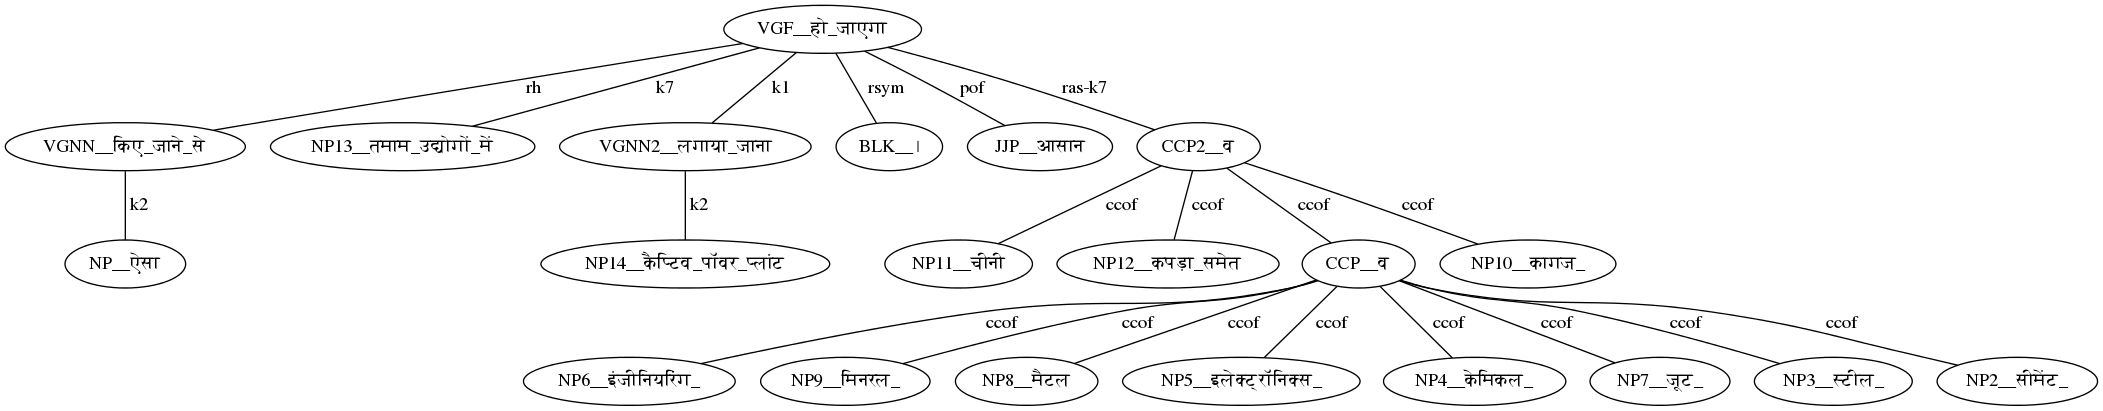 VGF__हो_जाएगा
rh k7 k1 rsym pof ras-k7
VGNN__किए_जाने_से NP13__तमाम_उद्योगों_में VGNN2__लगाया_जाना BLK__। JJP__आसान CCP2__व
k2 k2 ccof ccof ccof ccof
NP__ऐसा NP14__कैप्टिव_पॉवर_प्लांट NP11__चीनी NP12__कपड़ा_समेत CCP__व NP10__कागज_
ccof ccof ccof ccof ccof ccof ccof ccof
NP6__इंजीनियरिंग_ NP9__मिनरल_ NP8__मैटल NP5__इलेक्ट्रॉनिक्स_ NP4__केमिकल_ NP7__जूट_ NP3__स्टील_ NP2__सीमेंट_